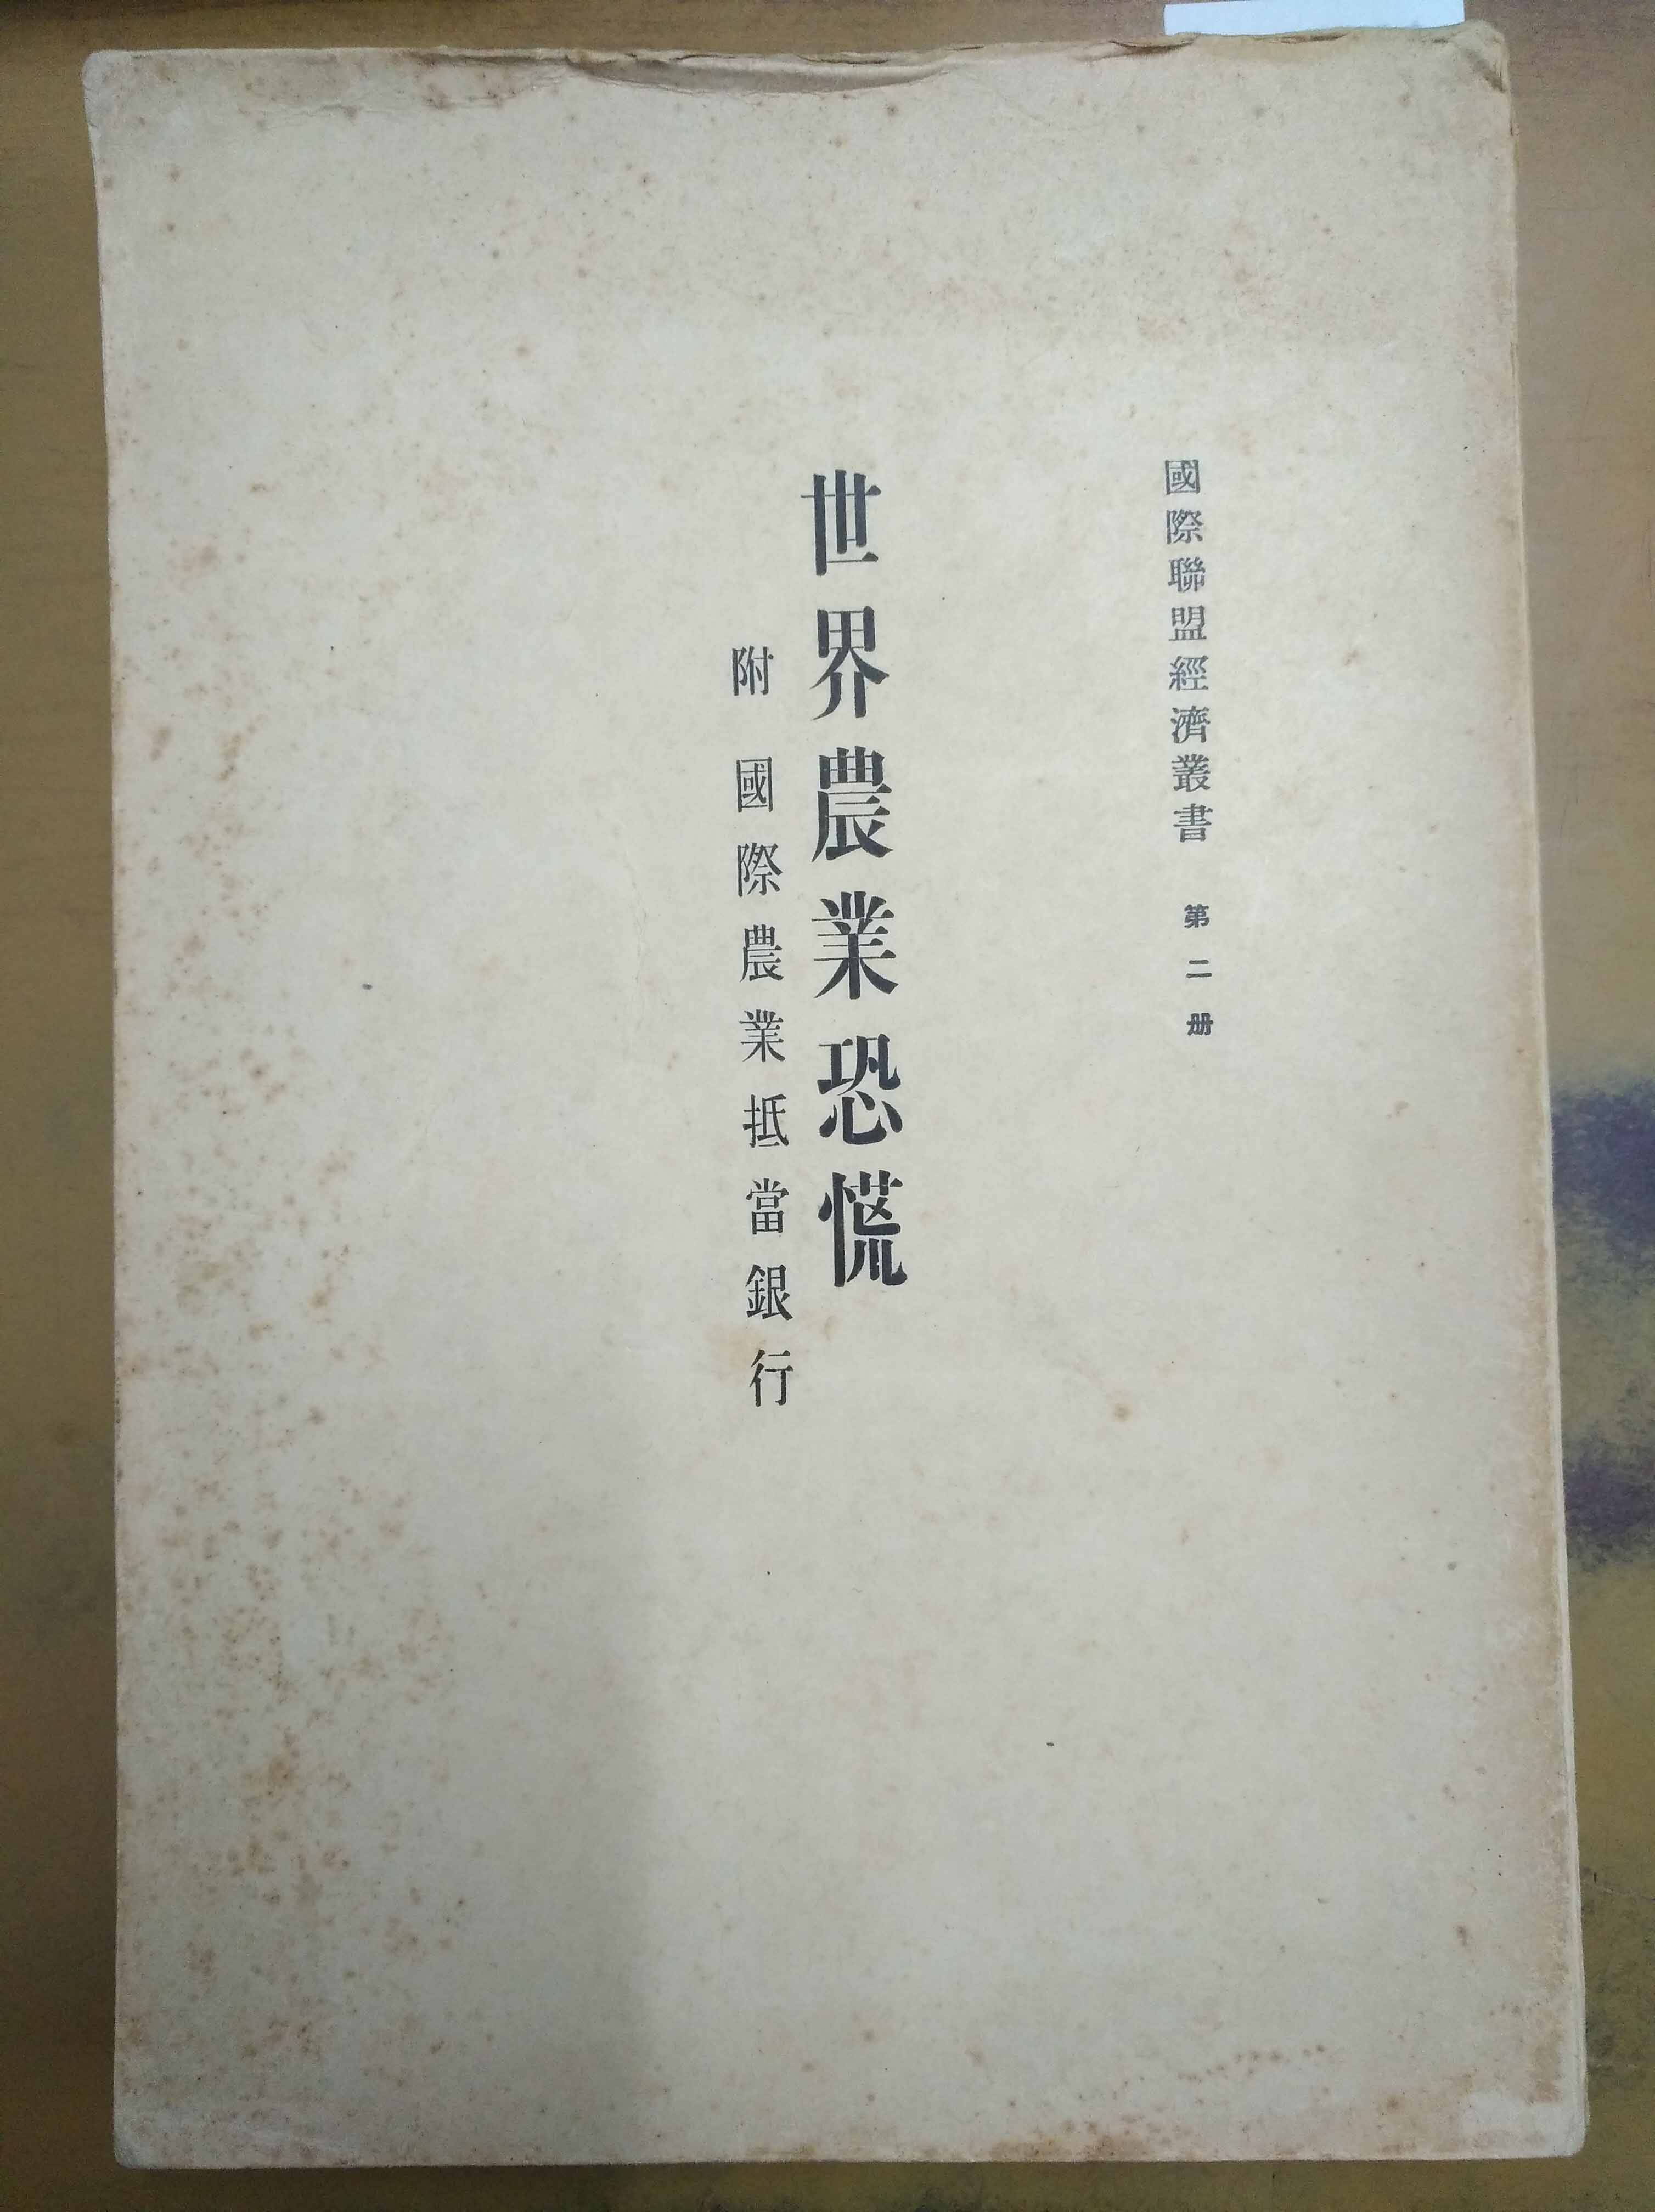 國際聯盟經濟叢書 第二册
世界農業恐慌
附 國際農業抵當銀行